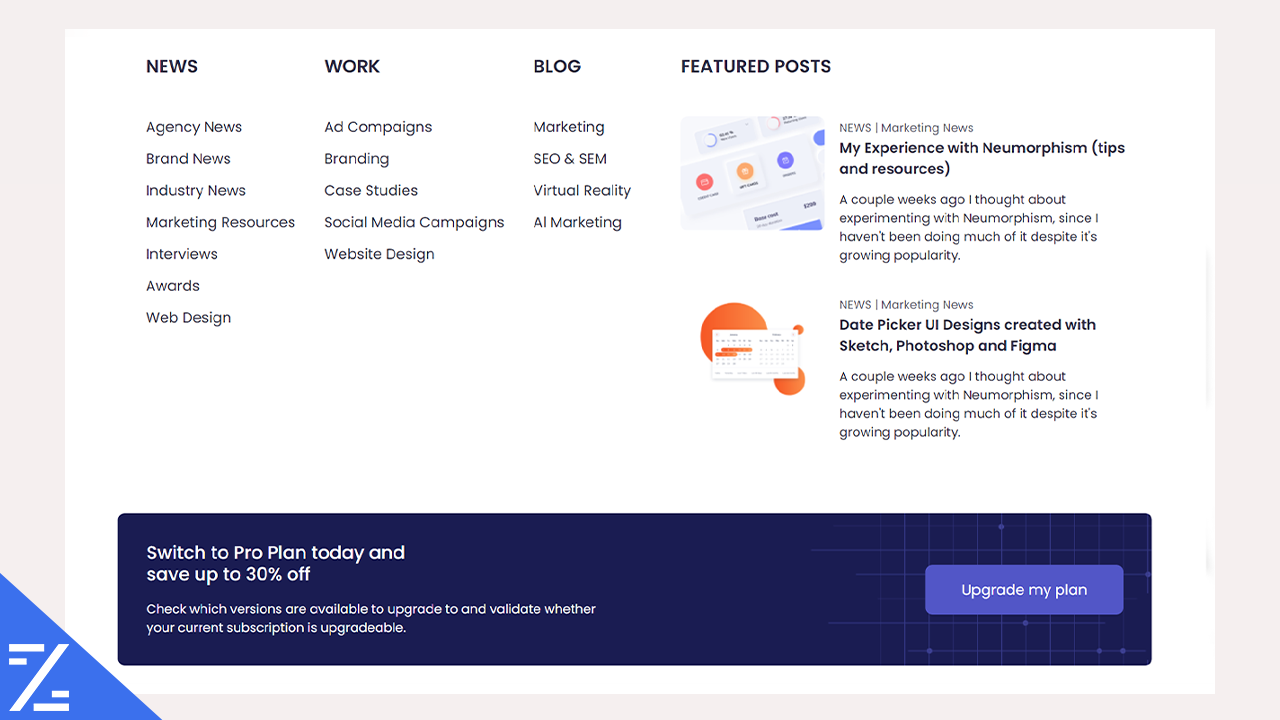 NEWS
Agency News
Brand News
Industry News
Marketing Resources
Interviews
Awards
Web Design
WORK
Ad Compaigns
Branding
Case Studies
Social Media Campaigns
Website Design
BLOG
Marketing
SEO & SEM
Virtual Reality
AI Marketing
FEATURED POSTS
Base cost
$299
NEWS | Marketing News
My Experience with Neumorphism (tips
and resources)
A couple weeks ago I thought about
experimenting with Neumorphism, since I
haven't been doing much of it despite it's
growing popularity.
NEWS | Marketing News
Date Picker UI Designs created with
Sketch, Photoshop and Figma
A couple weeks ago I thought about
experimenting with Neumorphism, since I
haven't been doing much of it despite it's
growing popularity.
Switch to Pro Plan today and
save up to 30% off
Check which versions are available to upgrade to and validate whether
your current subscription is upgradeable.
Upgrade my plan